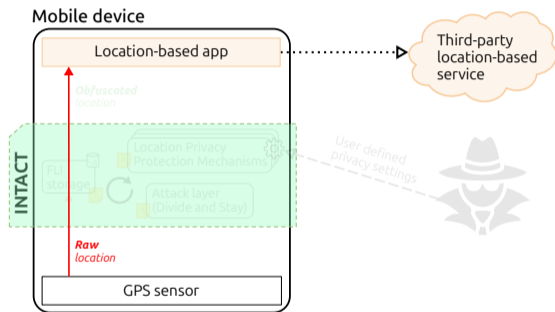 Mobile device
Location-based app
Third-party
location-based
service
Obfuscated
location
Location Privacy
Protection Mechanisms
FLI
storage
INTACT
Attack layer
(Divide and Stay)
User defined
privacy settings
Raw
location
GPS sensor